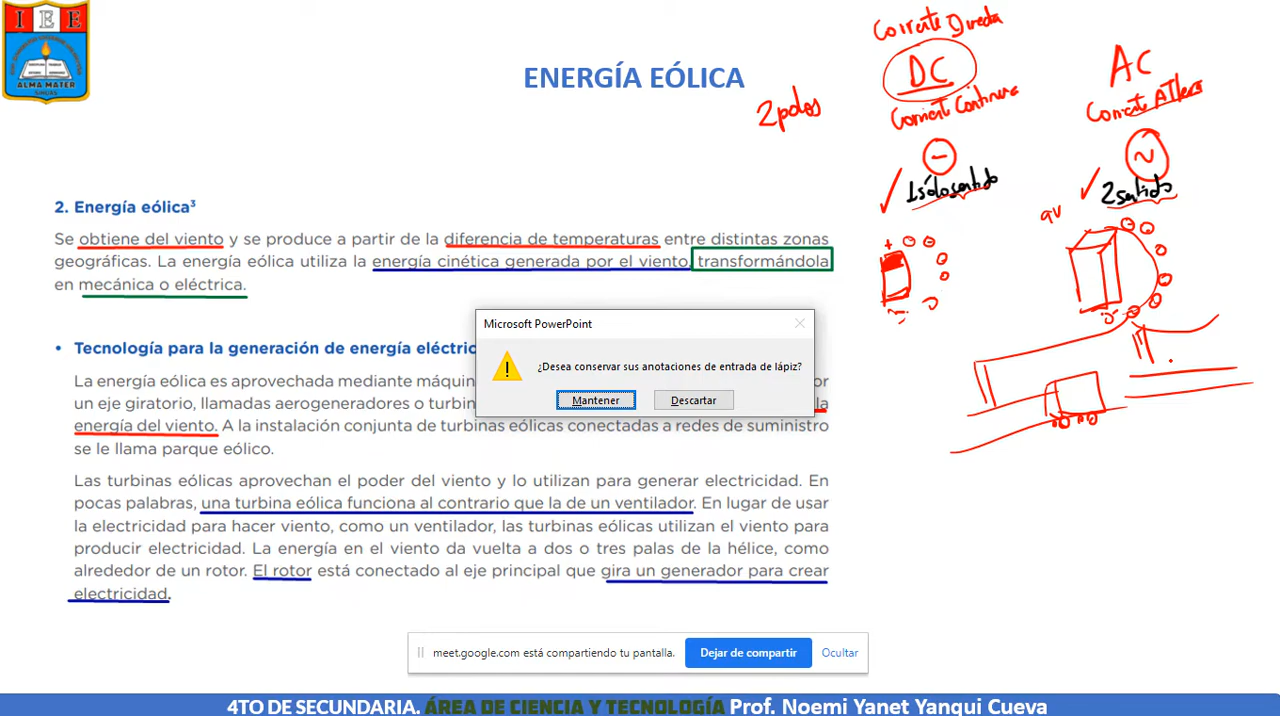 I E E
ALMA MATER
SIHUAS
ENERGÍA EÓLICA
Corriente Directa
DC
Corriente Continua
AC
Corriente Alterna
2 polos
1 sólo sentido
2 sentido
2. Energía eólica³
Se obtiene del viento y se produce a partir de la diferencia de temperaturas entre distintas zonas
geográficas. La energía eólica utiliza la energía cinética generada por el viento, transformándola
en mecánica o eléctrica.
• Tecnología para la generación de energía eléctri
La energía eólica es aprovechada mediante máqui
or
un eje giratorio, llamadas aerogeneradores o turbin
la
energía del viento. A la instalación conjunta de turbinas eólicas conectadas a redes de suministro
se le llama parque eólico.
Las turbinas eólicas aprovechan el poder del viento y lo utilizan para generar electricidad. En
pocas palabras, una turbina eólica funciona al contrario que la de un ventilador. En lugar de usar
la electricidad para hacer viento, como un ventilador, las turbinas eólicas utilizan el viento para
producir electricidad. La energía en el viento da vuelta a dos o tres palas de la hélice, como
alrededor de un rotor. El rotor está conectado al eje principal que gira un generador para crear
electricidad.
Microsoft PowerPoint
¿Desea conservar sus anotaciones de entrada de lápiz?
Mantener
Descartar
meet.google.com está compartiendo tu pantalla.
Dejar de compartir
Ocultar
4TO DE SECUNDARIA. ÁREA DE CIENCIA Y TECNOLOGÍA Prof. Noemi Yanet Yanqui Cueva